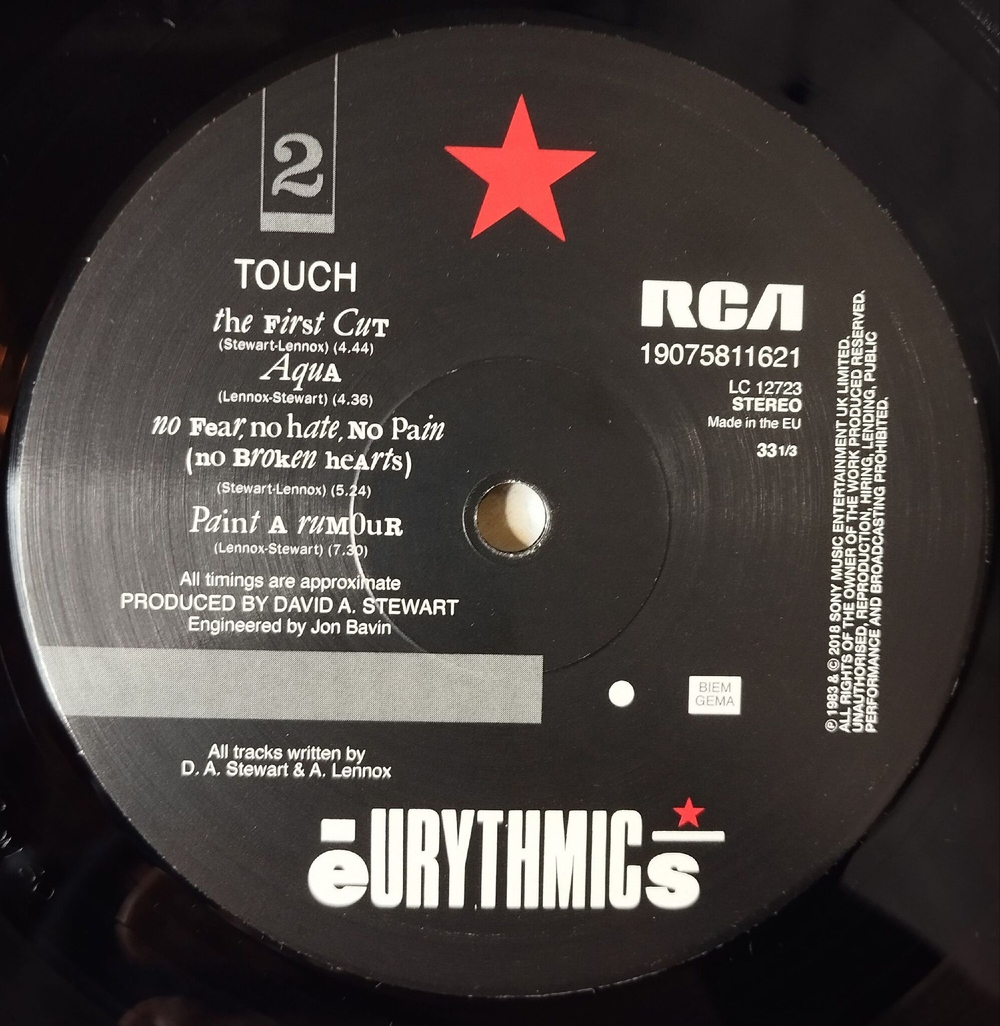 2
TOUCH
the First CuT
(Stewart-Lennox) (4.44)
AquA
(Lennox-Stewart) (4.36)
no Fear, no hate, No Pain
(no Broken heArts)
(Stewart-Lennox) (5.24)
Paint A ruMOuR
(Lennox-Stewart) (7.30)
All timings are approximate
PRODUCED BY DAVID A. STEWART
Engineered by Jon Bavin
All tracks written by
D. A. Stewart & A. Lennox
RCA
19075811621
LC 12723
STEREO
Made in the EU
33 1/3
BIEM
GEMA
℗ 1983 & © 2018 SONY MUSIC ENTERTAINMENT UK LIMITED.
ALL RIGHTS OF THE OWNER OF THE WORK PRODUCED RESERVED.
UNAUTHORISED, REPRODUCTION, HIRING, LENDING, PUBLIC
PERFORMANCE AND BROADCASTING PROHIBITED.
eURYTHMICs